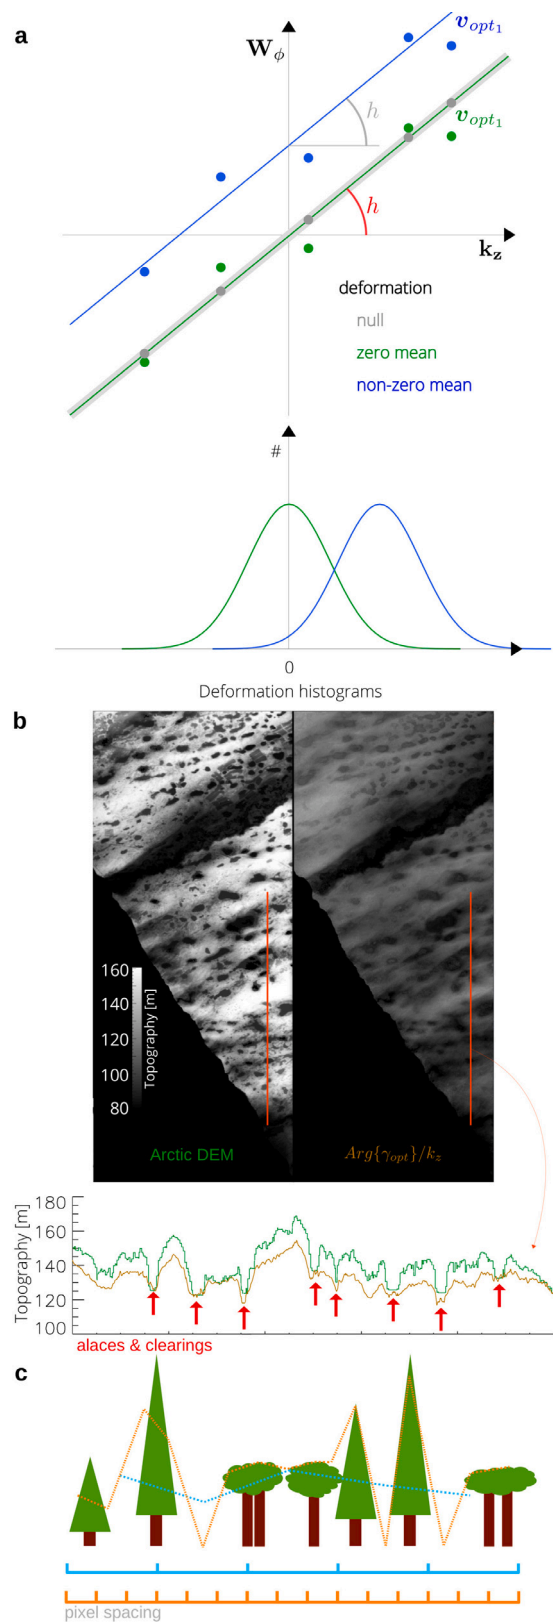 a
W_ϕ
v_opt1
h
v_opt1
h
k_z
deformation
null
zero mean
non-zero mean
#
0
Deformation histograms
b
160
140
120
100
80
Topography [m]
Arctic DEM
Arg{γ_opt}/k_z
Topography [m]
180
160
140
120
100
alaces & clearings
c
pixel spacing